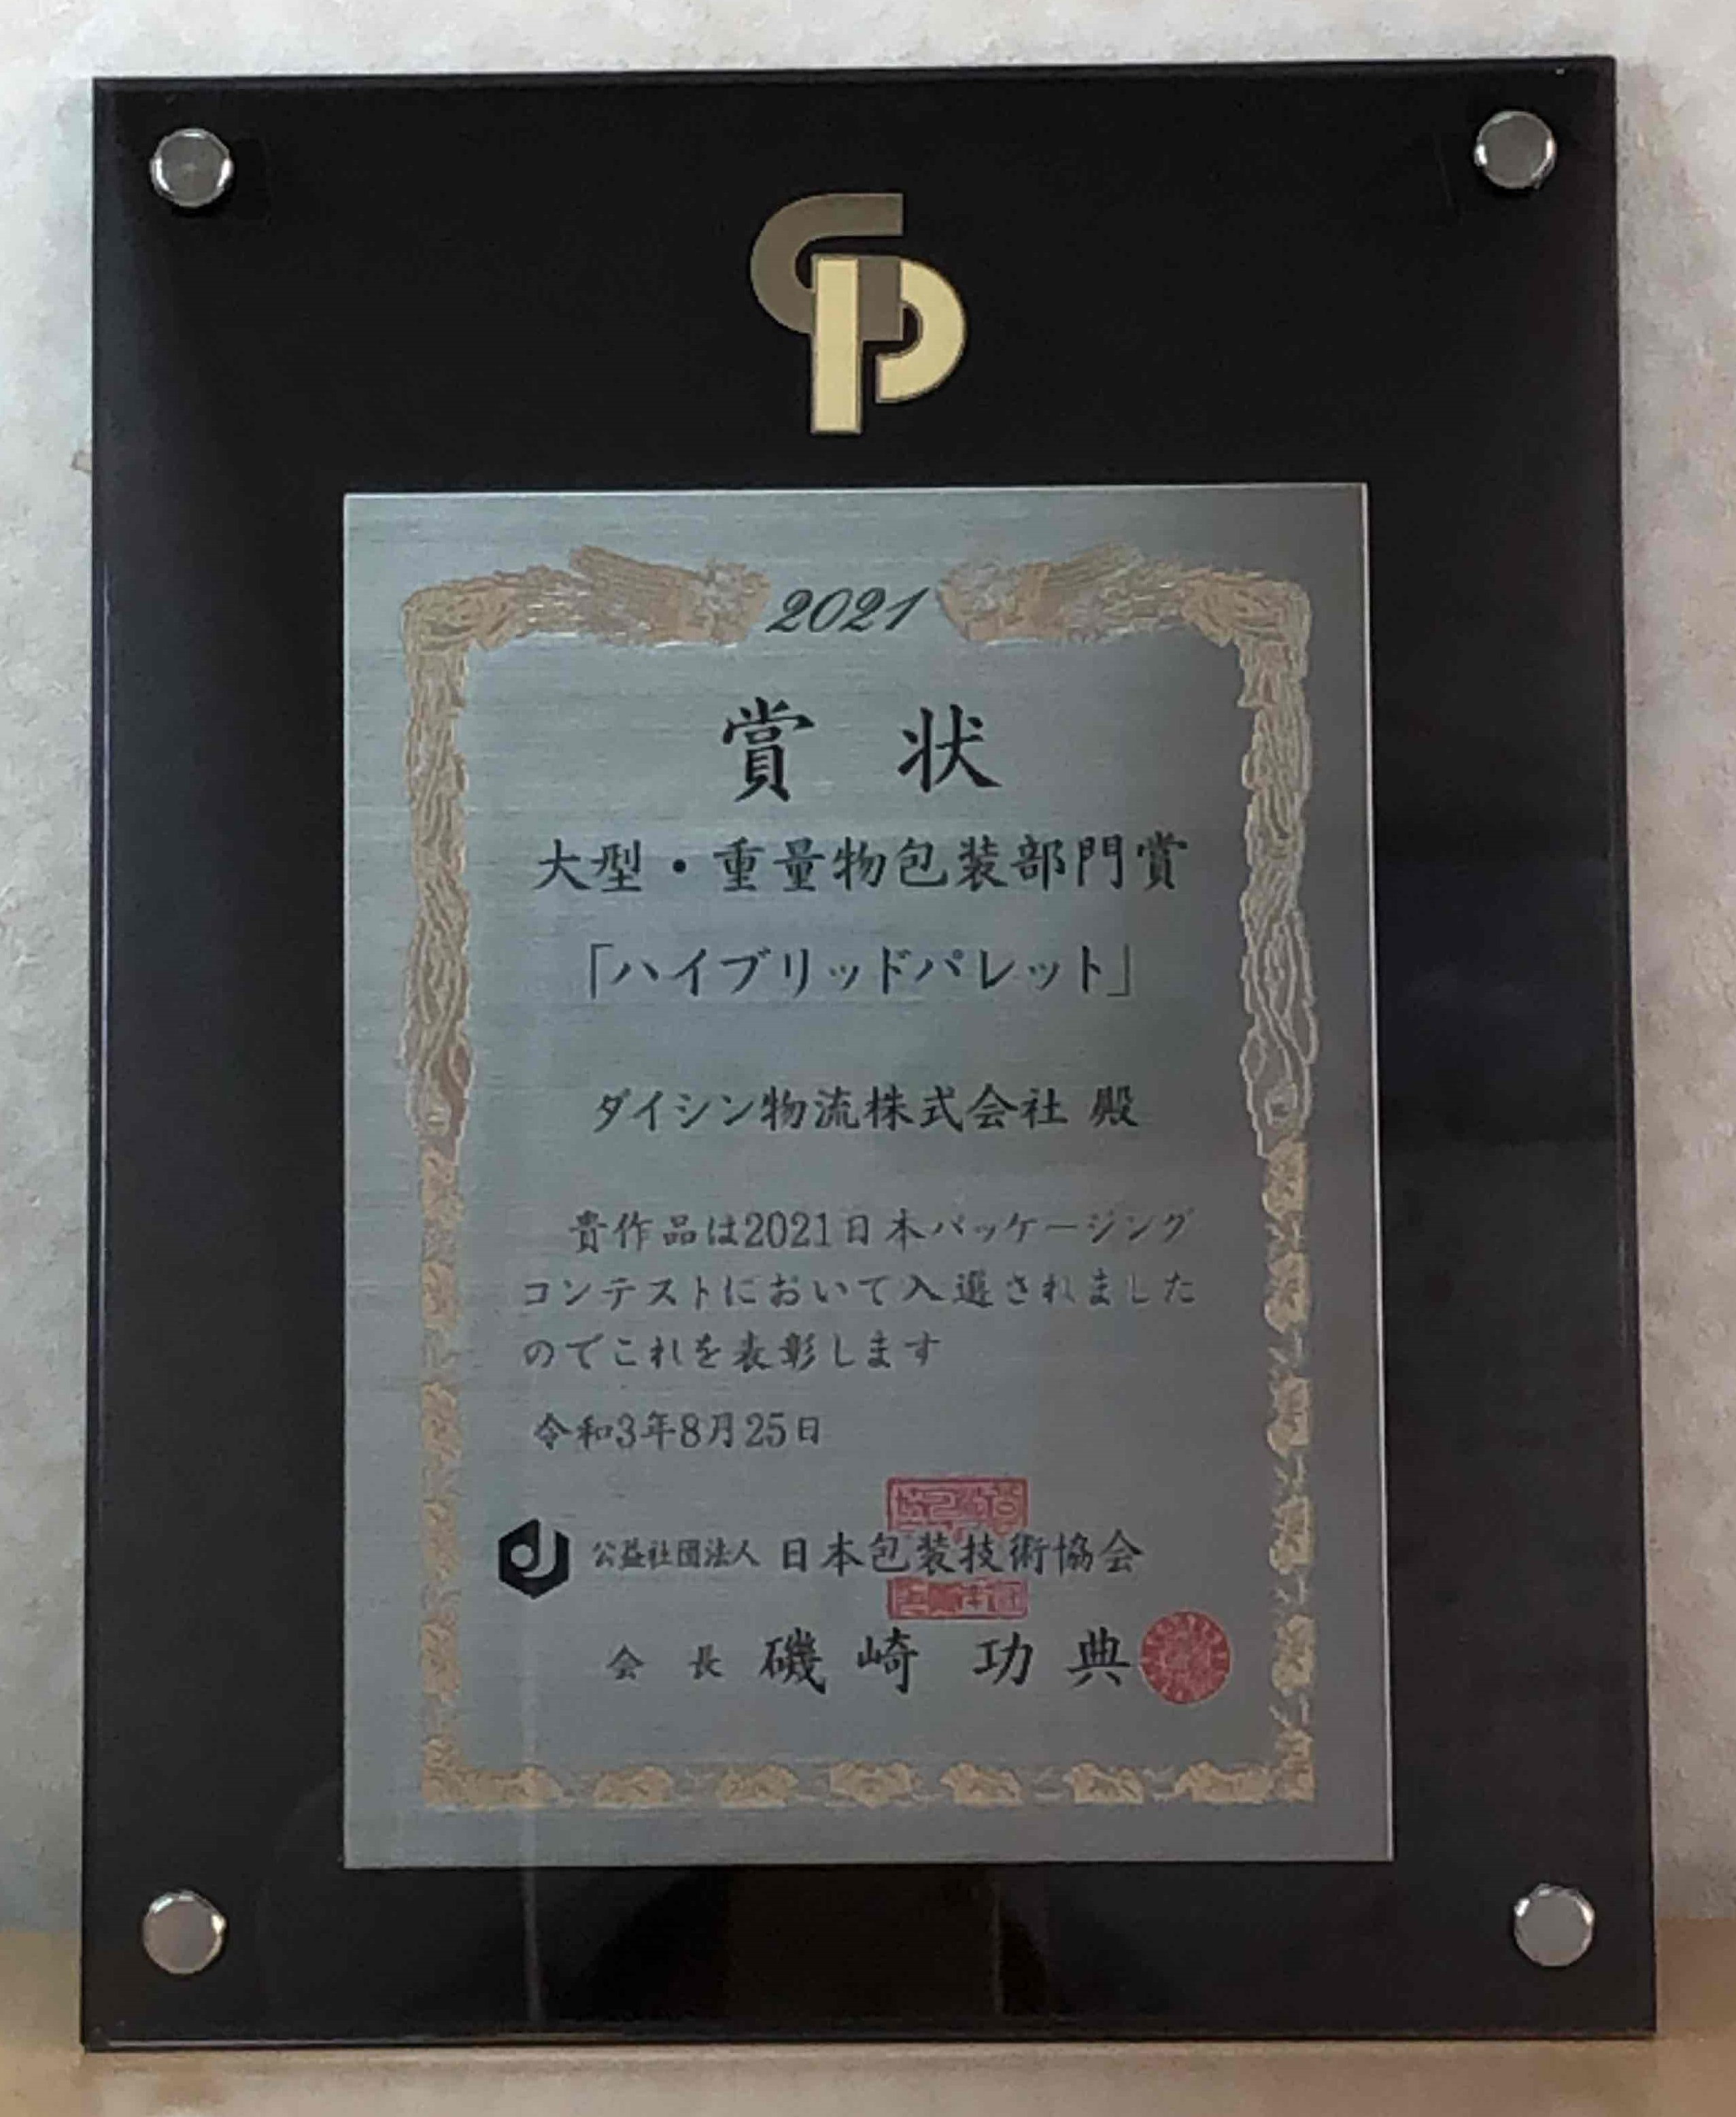 2021
賞状
大型・重量物包装部門賞
「ハイブリッドパレット」
ダイシン物流株式会社 殿
貴作品は2021日本パッケージング
コンテストにおいて入選されました
のでこれを表彰します
令和3年8月25日
公益社団法人 日本包装技術協会
会長 磯崎 功典